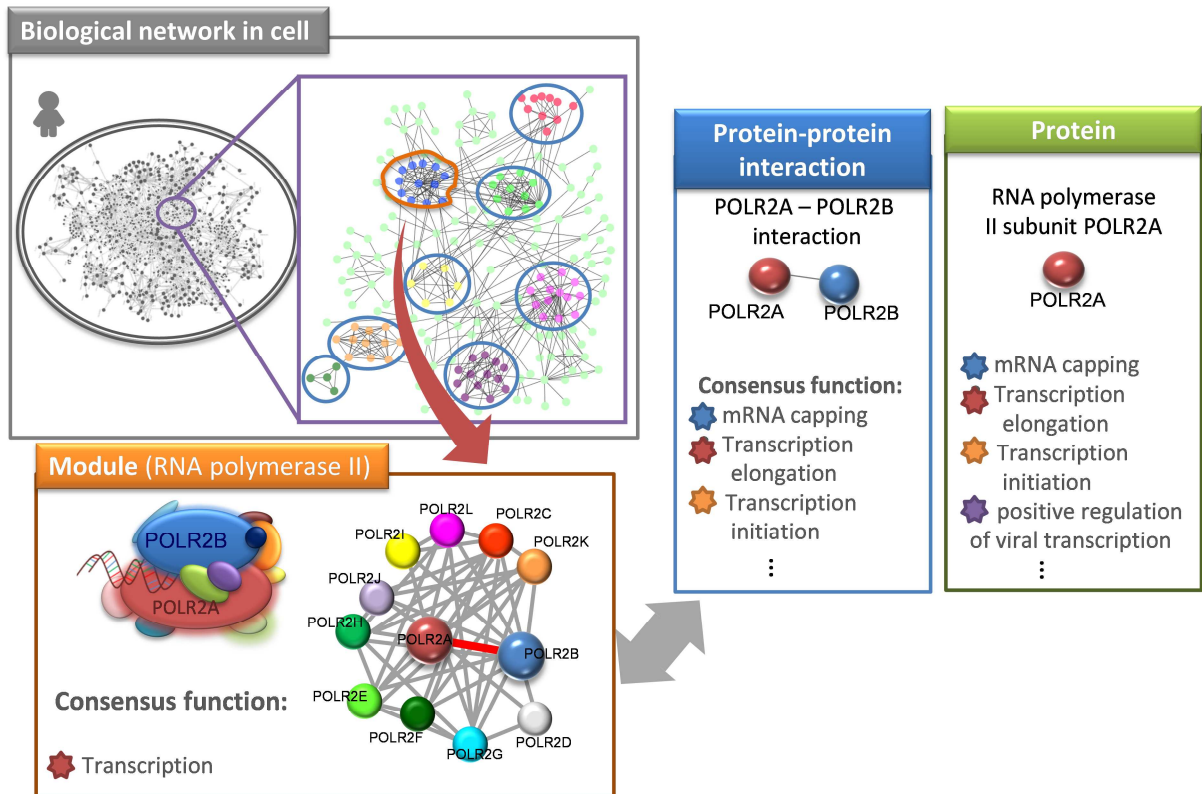 Biological network in cell
Protein-protein
interaction
POLR2A – POLR2B
interaction
POLR2A
POLR2B
Consensus function:
mRNA capping
Transcription
elongation
Transcription
initiation
⋮
Protein
RNA polymerase
II subunit POLR2A
POLR2A
mRNA capping
Transcription
elongation
Transcription
initiation
positive regulation
of viral transcription
⋮
Module (RNA polymerase II)
POLR2B
POLR2A
Consensus function:
Transcription
POLR2L
POLR2C
POLR2I
POLR2K
POLR2J
POLR2H
POLR2A
POLR2B
POLR2E
POLR2F
POLR2G
POLR2D